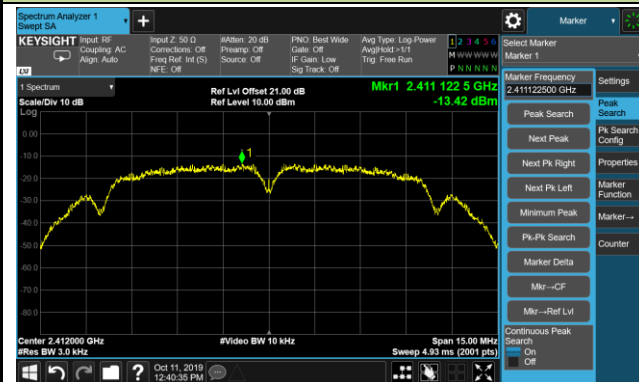 Spectrum Analyzer 1
Swept SA
+
Marker
KEYSIGHT
Input: RF
Coupling: AC
Align: Auto
Input Z: 50 Ω
Corrections: Off
Freq Ref: Int (S)
NFE: Off
#Atten: 20 dB
Preamp: Off
Source: Off
PNO: Best Wide
Gate: Off
IF Gain: Low
Sig Track: Off
Avg Type: Log-Power
Avg|Hold:>1/1
Trig: Free Run
1 2 3 4 5 6
M W W W W W
P N N N N N
LXI
Select Marker
Marker 1
Marker Frequency
2.411122500 GHz
Settings
Peak Search
Peak
Search
Next Peak
Pk Search
Config
Next Pk Right
Properties
Next Pk Left
Marker
Function
Minimum Peak
Marker→
Pk-Pk Search
Counter
Marker Delta
Mkr→CF
Mkr→Ref Lvl
Continuous Peak
Search
On
Off
1 Spectrum
Scale/Div 10 dB
Ref Lvl Offset 21.00 dB
Ref Level 10.00 dBm
Mkr1 2.411 122 5 GHz
-13.42 dBm
Log
0.00
-10.0
-20.0
-30.0
-40.0
-50.0
-60.0
-70.0
-80.0
1
Center 2.412000 GHz
#Res BW 3.0 kHz
#Video BW 10 kHz
Span 15.00 MHz
Sweep 4.93 ms (2001 pts)
?
Oct 11, 2019
12:40:35 PM